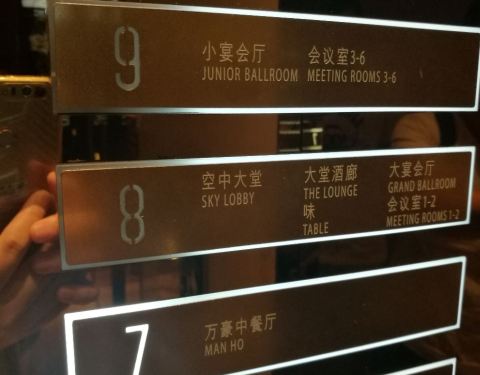 9
小宴会厅 会议室3-6
JUNIOR BALLROOM MEETING ROOMS 3-6
8
空中大堂 大堂酒廊 大宴会厅
SKY LOBBY THE LOUNGE GRAND BALLROOM
味 会议室1-2
TABLE MEETING ROOMS 1-2
7
万豪中餐厅
MAN HO